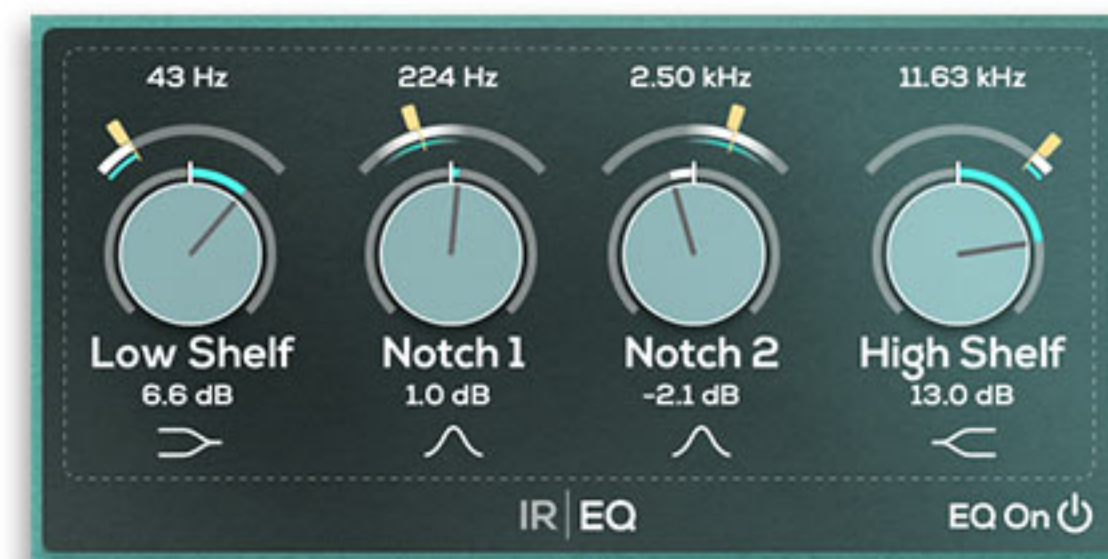 43 Hz 224 Hz 2.50 kHz 11.63 kHz
Low Shelf Notch 1 Notch 2 High Shelf
6.6 dB 1.0 dB -2.1 dB 13.0 dB
IR EQ EQ On